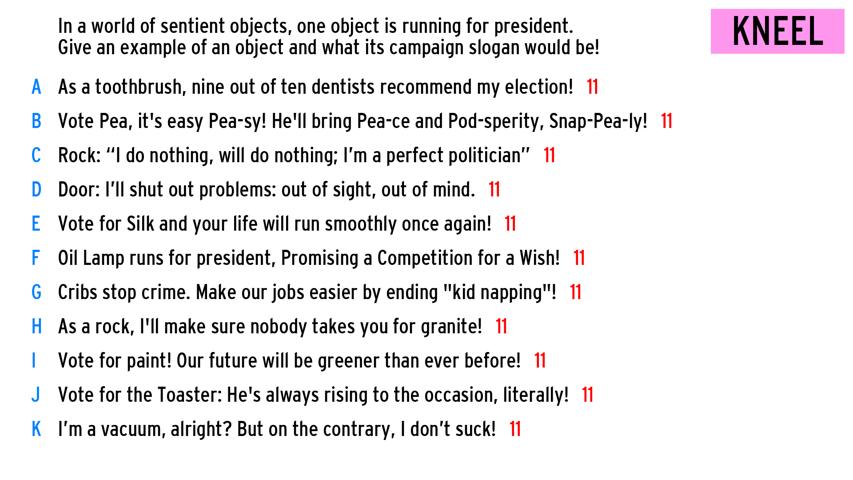 In a world of sentient objects, one object is running for president.
Give an example of an object and what its campaign slogan would be!
KNEEL
A As a toothbrush, nine out of ten dentists recommend my election! 11
B Vote Pea, it's easy Pea-sy! He'll bring Pea-ce and Pod-sperity, Snap-Pea-ly! 11
C Rock: “I do nothing, will do nothing; I’m a perfect politician” 11
D Door: I’ll shut out problems: out of sight, out of mind. 11
E Vote for Silk and your life will run smoothly once again! 11
F Oil Lamp runs for president, Promising a Competition for a Wish! 11
G Cribs stop crime. Make our jobs easier by ending "kid napping"! 11
H As a rock, I'll make sure nobody takes you for granite! 11
I Vote for paint! Our future will be greener than ever before! 11
J Vote for the Toaster: He's always rising to the occasion, literally! 11
K I’m a vacuum, alright? But on the contrary, I don’t suck! 11